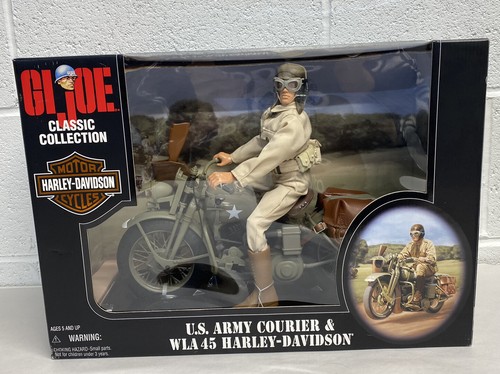 GI JOE
CLASSIC
COLLECTION
MOTOR
HARLEY-DAVIDSON
CYCLES
U.S. ARMY COURIER &
WLA 45 HARLEY-DAVIDSON
AGES 5 AND UP
WARNING:
CHOKING HAZARD-Small parts.
Not for children under 3 years.